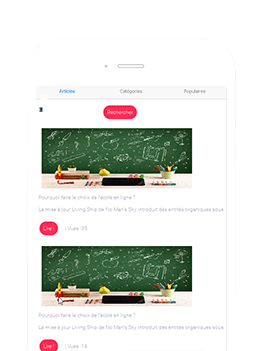 Articles Catégories Populaires
Rechercher
Pourquoi faire le choix de l'école en ligne ?
La mise à jour Living Ship de No Man's Sky introduit des entités organiques sous
Lire ! | Vues : 35
Pourquoi faire le choix de l'école en ligne ?
La mise à jour Living Ship de No Man's Sky introduit des entités organiques sous
Lire ! | Vues : 14